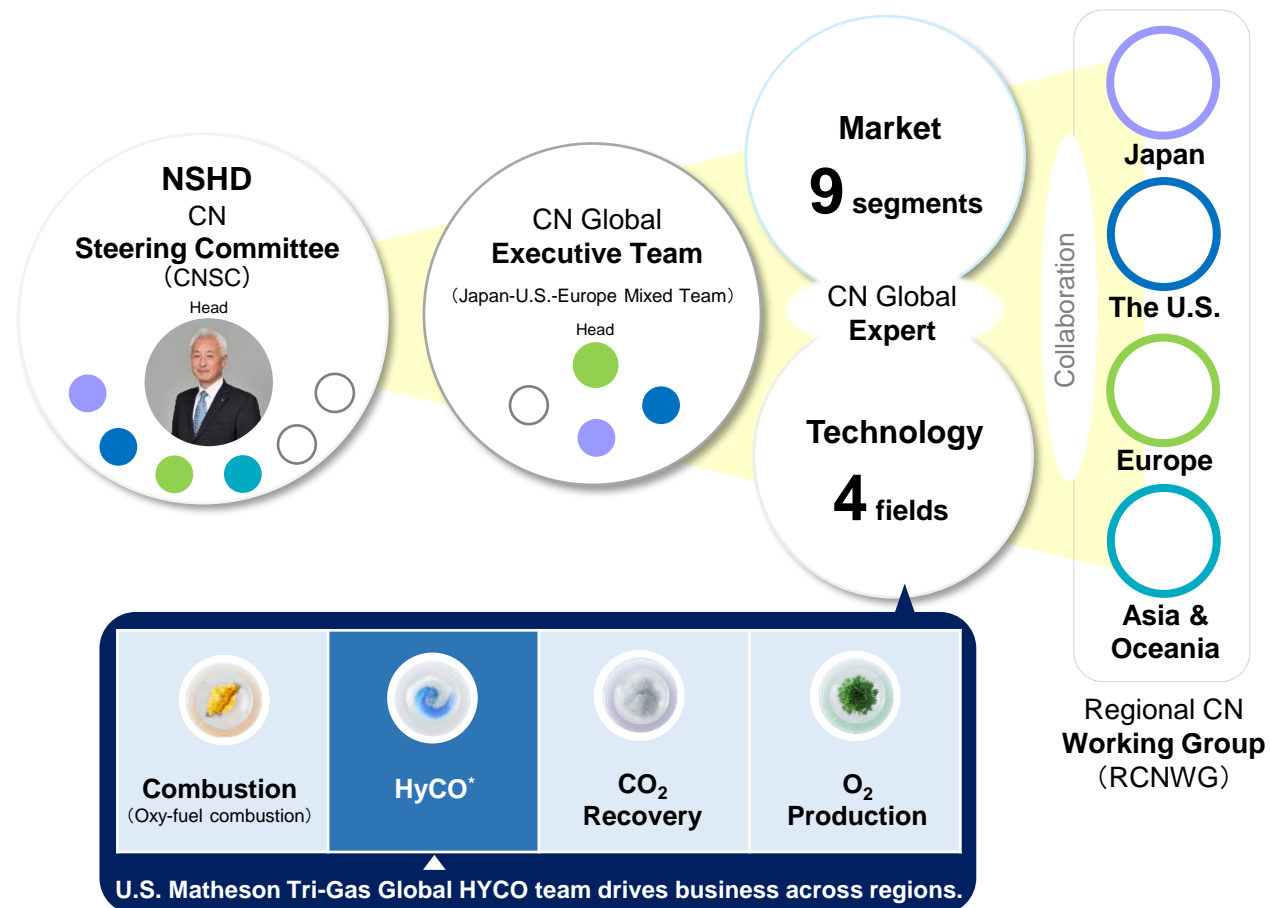 NSHD
CN
Steering Committee
（CNSC）
Head
CN Global
Executive Team
（Japan-U.S.-Europe Mixed Team）
Head
Market
9 segments
CN Global
Expert
Technology
4 fields
Collaboration
Japan
The U.S.
Europe
Asia &
Oceania
Regional CN
Working Group
（RCNWG）
Combustion
（Oxy-fuel combustion）
HyCO*
CO₂
Recovery
O₂
Production
U.S. Matheson Tri-Gas Global HYCO team drives business across regions.